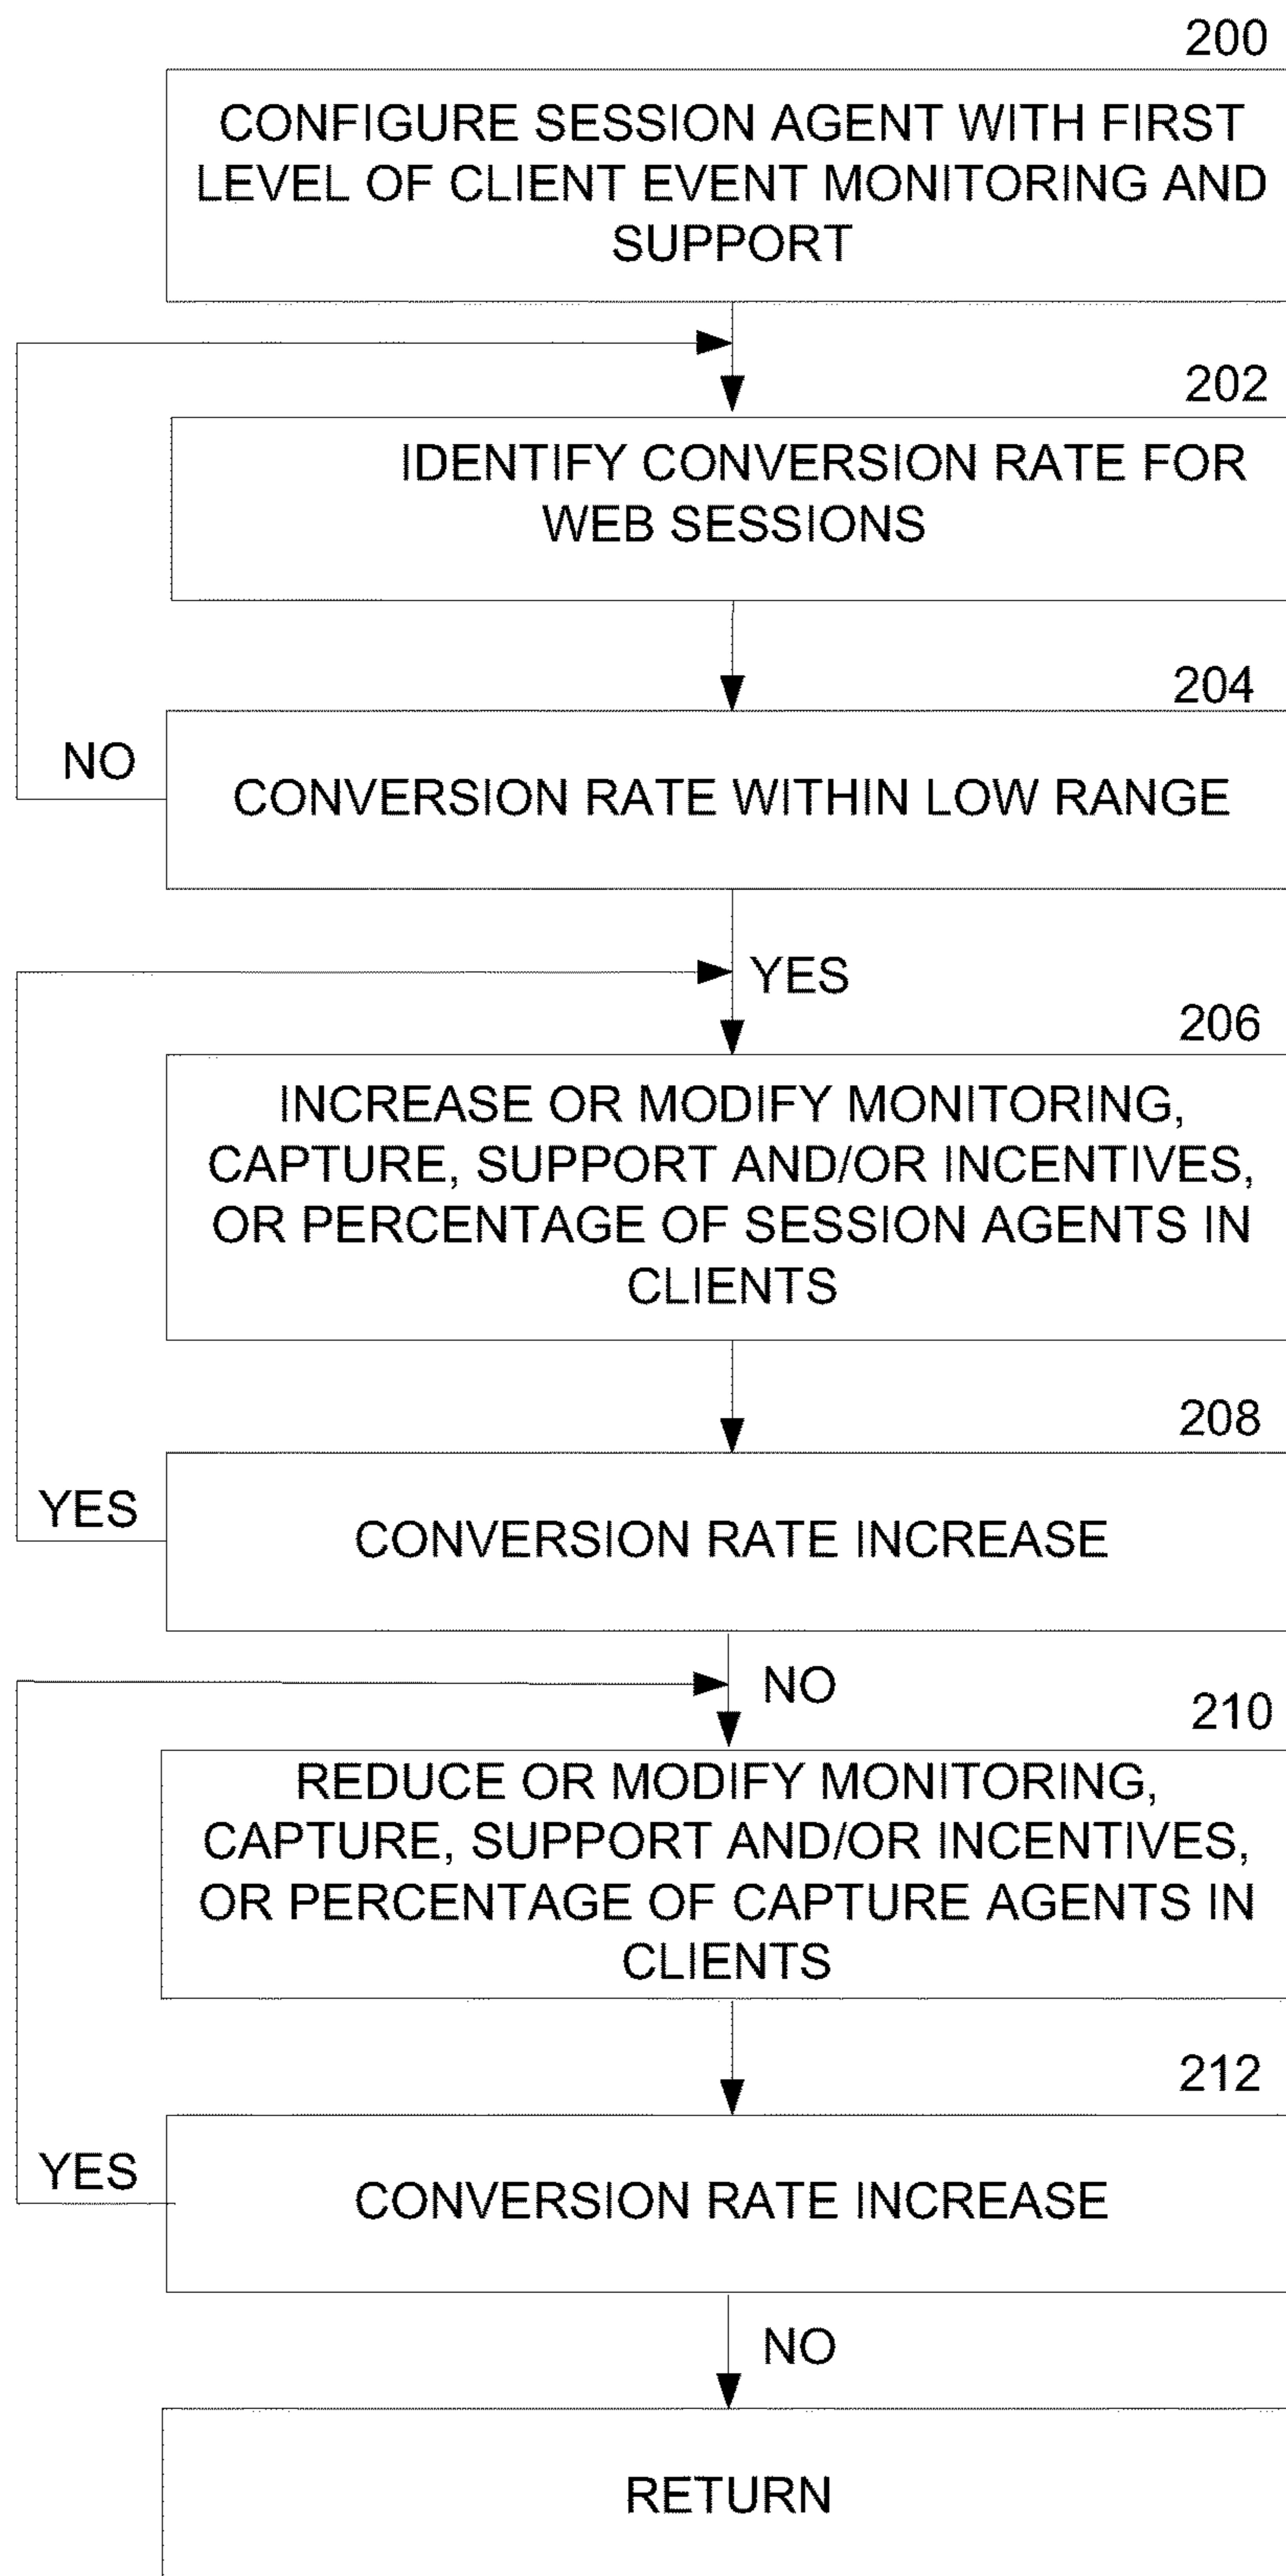 200
CONFIGURE SESSION AGENT WITH FIRST
LEVEL OF CLIENT EVENT MONITORING AND
SUPPORT
202
IDENTIFY CONVERSION RATE FOR
WEB SESSIONS
204
NO
CONVERSION RATE WITHIN LOW RANGE
YES
206
INCREASE OR MODIFY MONITORING,
CAPTURE, SUPPORT AND/OR INCENTIVES,
OR PERCENTAGE OF SESSION AGENTS IN
CLIENTS
208
YES
CONVERSION RATE INCREASE
NO
210
REDUCE OR MODIFY MONITORING,
CAPTURE, SUPPORT AND/OR INCENTIVES,
OR PERCENTAGE OF CAPTURE AGENTS IN
CLIENTS
212
YES
CONVERSION RATE INCREASE
NO
RETURN